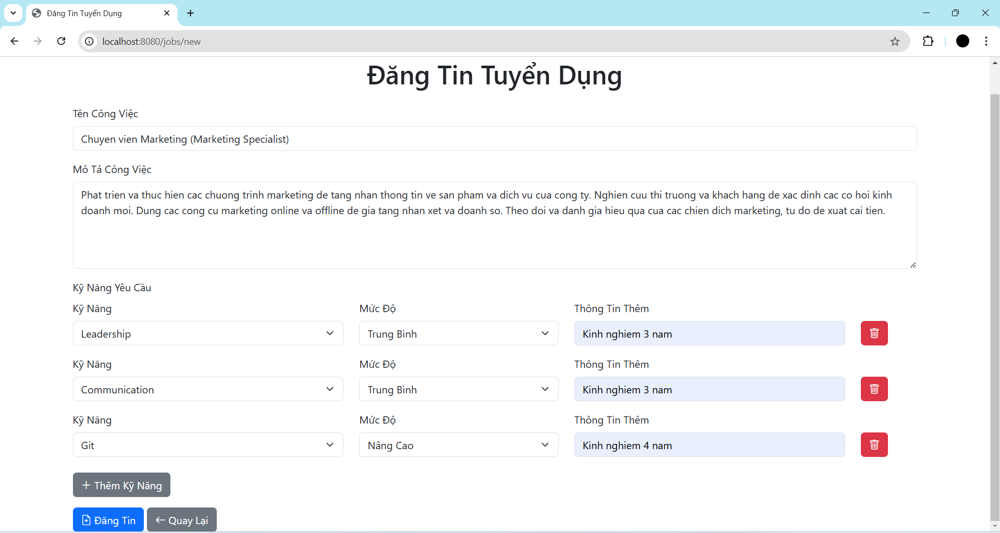 Đăng Tin Tuyển Dụng
localhost:8080/jobs/new
Đăng Tin Tuyển Dụng
Tên Công Việc
Chuyen vien Marketing (Marketing Specialist)
Mô Tả Công Việc
Phat trien va thuc hien cac chuong trinh marketing de tang nhan thong tin ve san pham va dich vu cua cong ty. Nghien cuu thi truong va khach hang de xac dinh cac co hoi kinh
doanh moi. Dung cac cong cu marketing online va offline de gia tang nhan xet va doanh so. Theo doi va danh gia hieu qua cua cac chien dich marketing, tu do de xuat cai tien.
Kỹ Năng Yêu Cầu
Kỹ Năng Mức Độ Thông Tin Thêm
Leadership Trung Bình Kinh nghiem 3 nam
Kỹ Năng Mức Độ Thông Tin Thêm
Communication Trung Bình Kinh nghiem 3 nam
Kỹ Năng Mức Độ Thông Tin Thêm
Git Nâng Cao Kinh nghiem 4 nam
Thêm Kỹ Năng
Đăng Tin Quay Lại